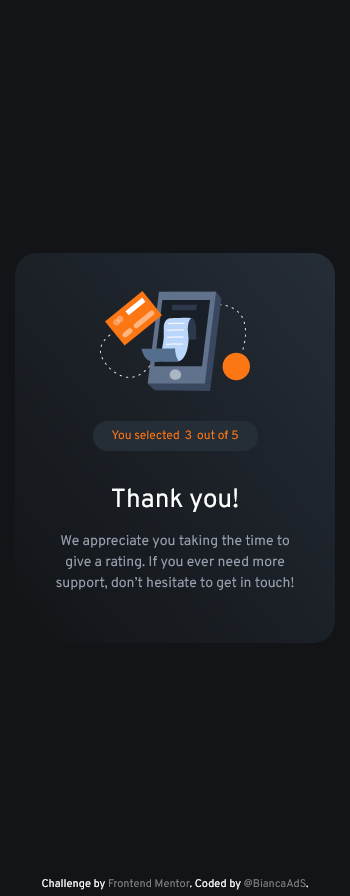 You selected 3 out of 5
Thank you!
We appreciate you taking the time to
give a rating. If you ever need more
support, don’t hesitate to get in touch!
Challenge by Frontend Mentor. Coded by @BiancaAdS.